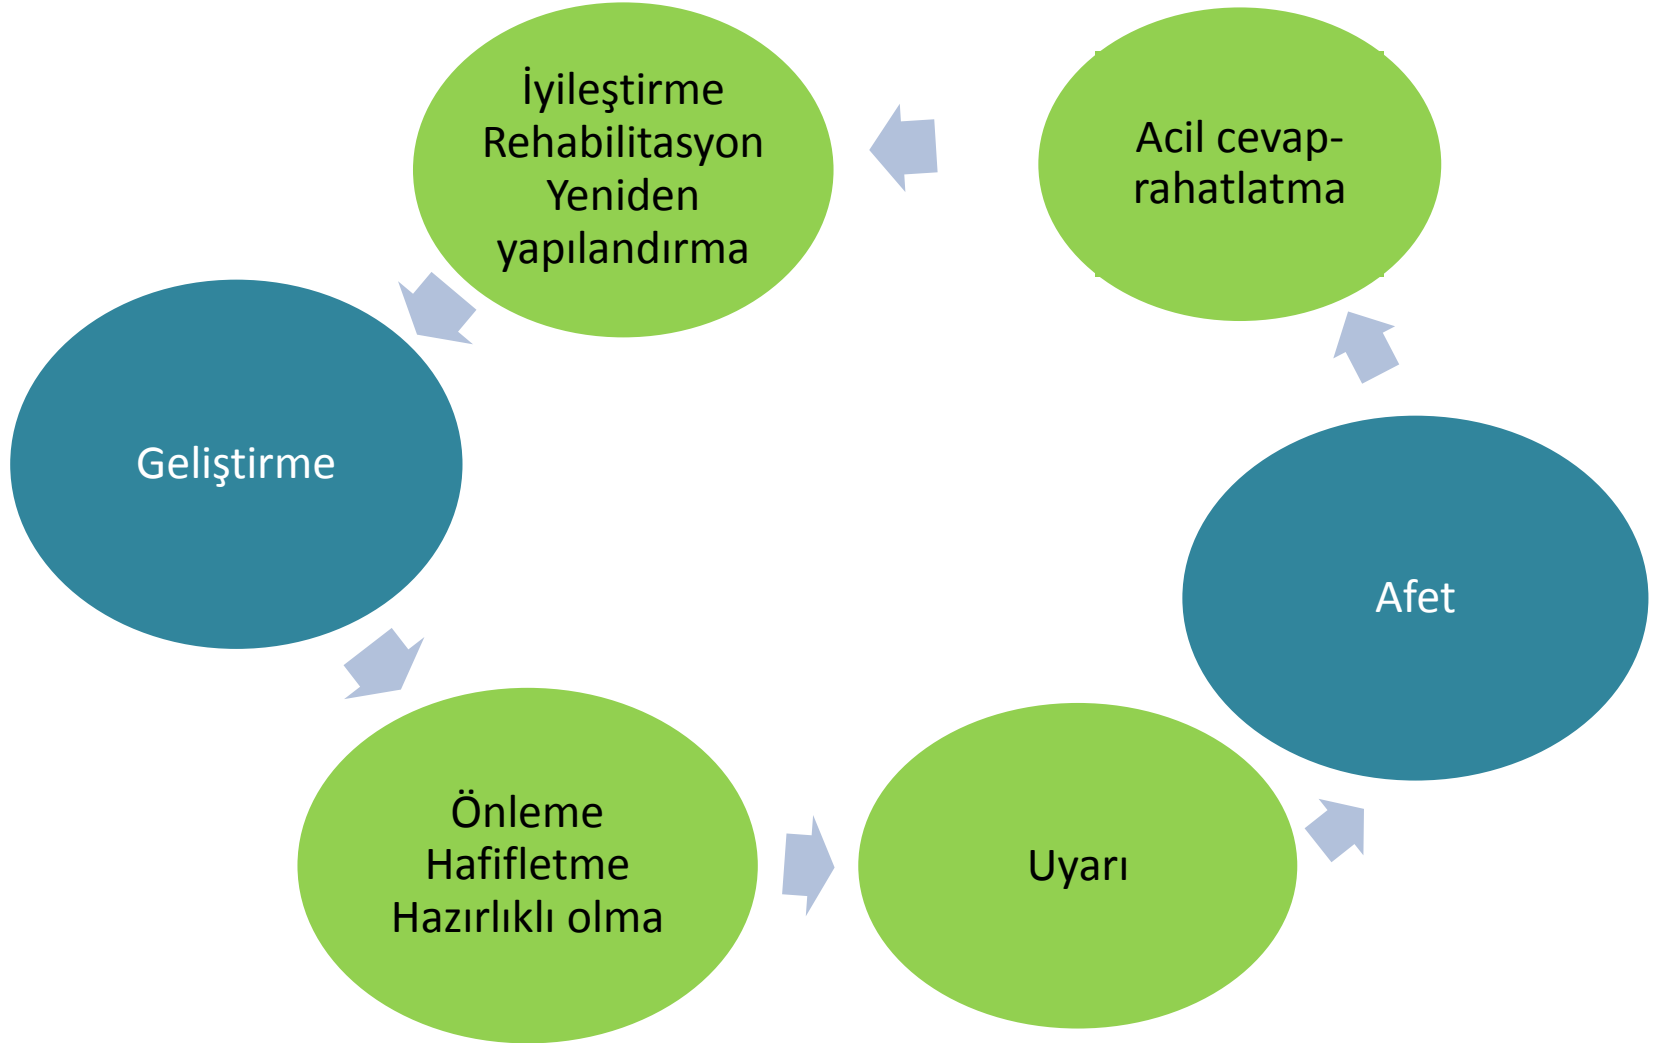 İyileştirme
Rehabilitasyon
Yeniden
yapılandırma
Acil cevap-
rahatlatma
Geliştirme
Afet
Önleme
Hafifletme
Hazırlıklı olma
Uyarı